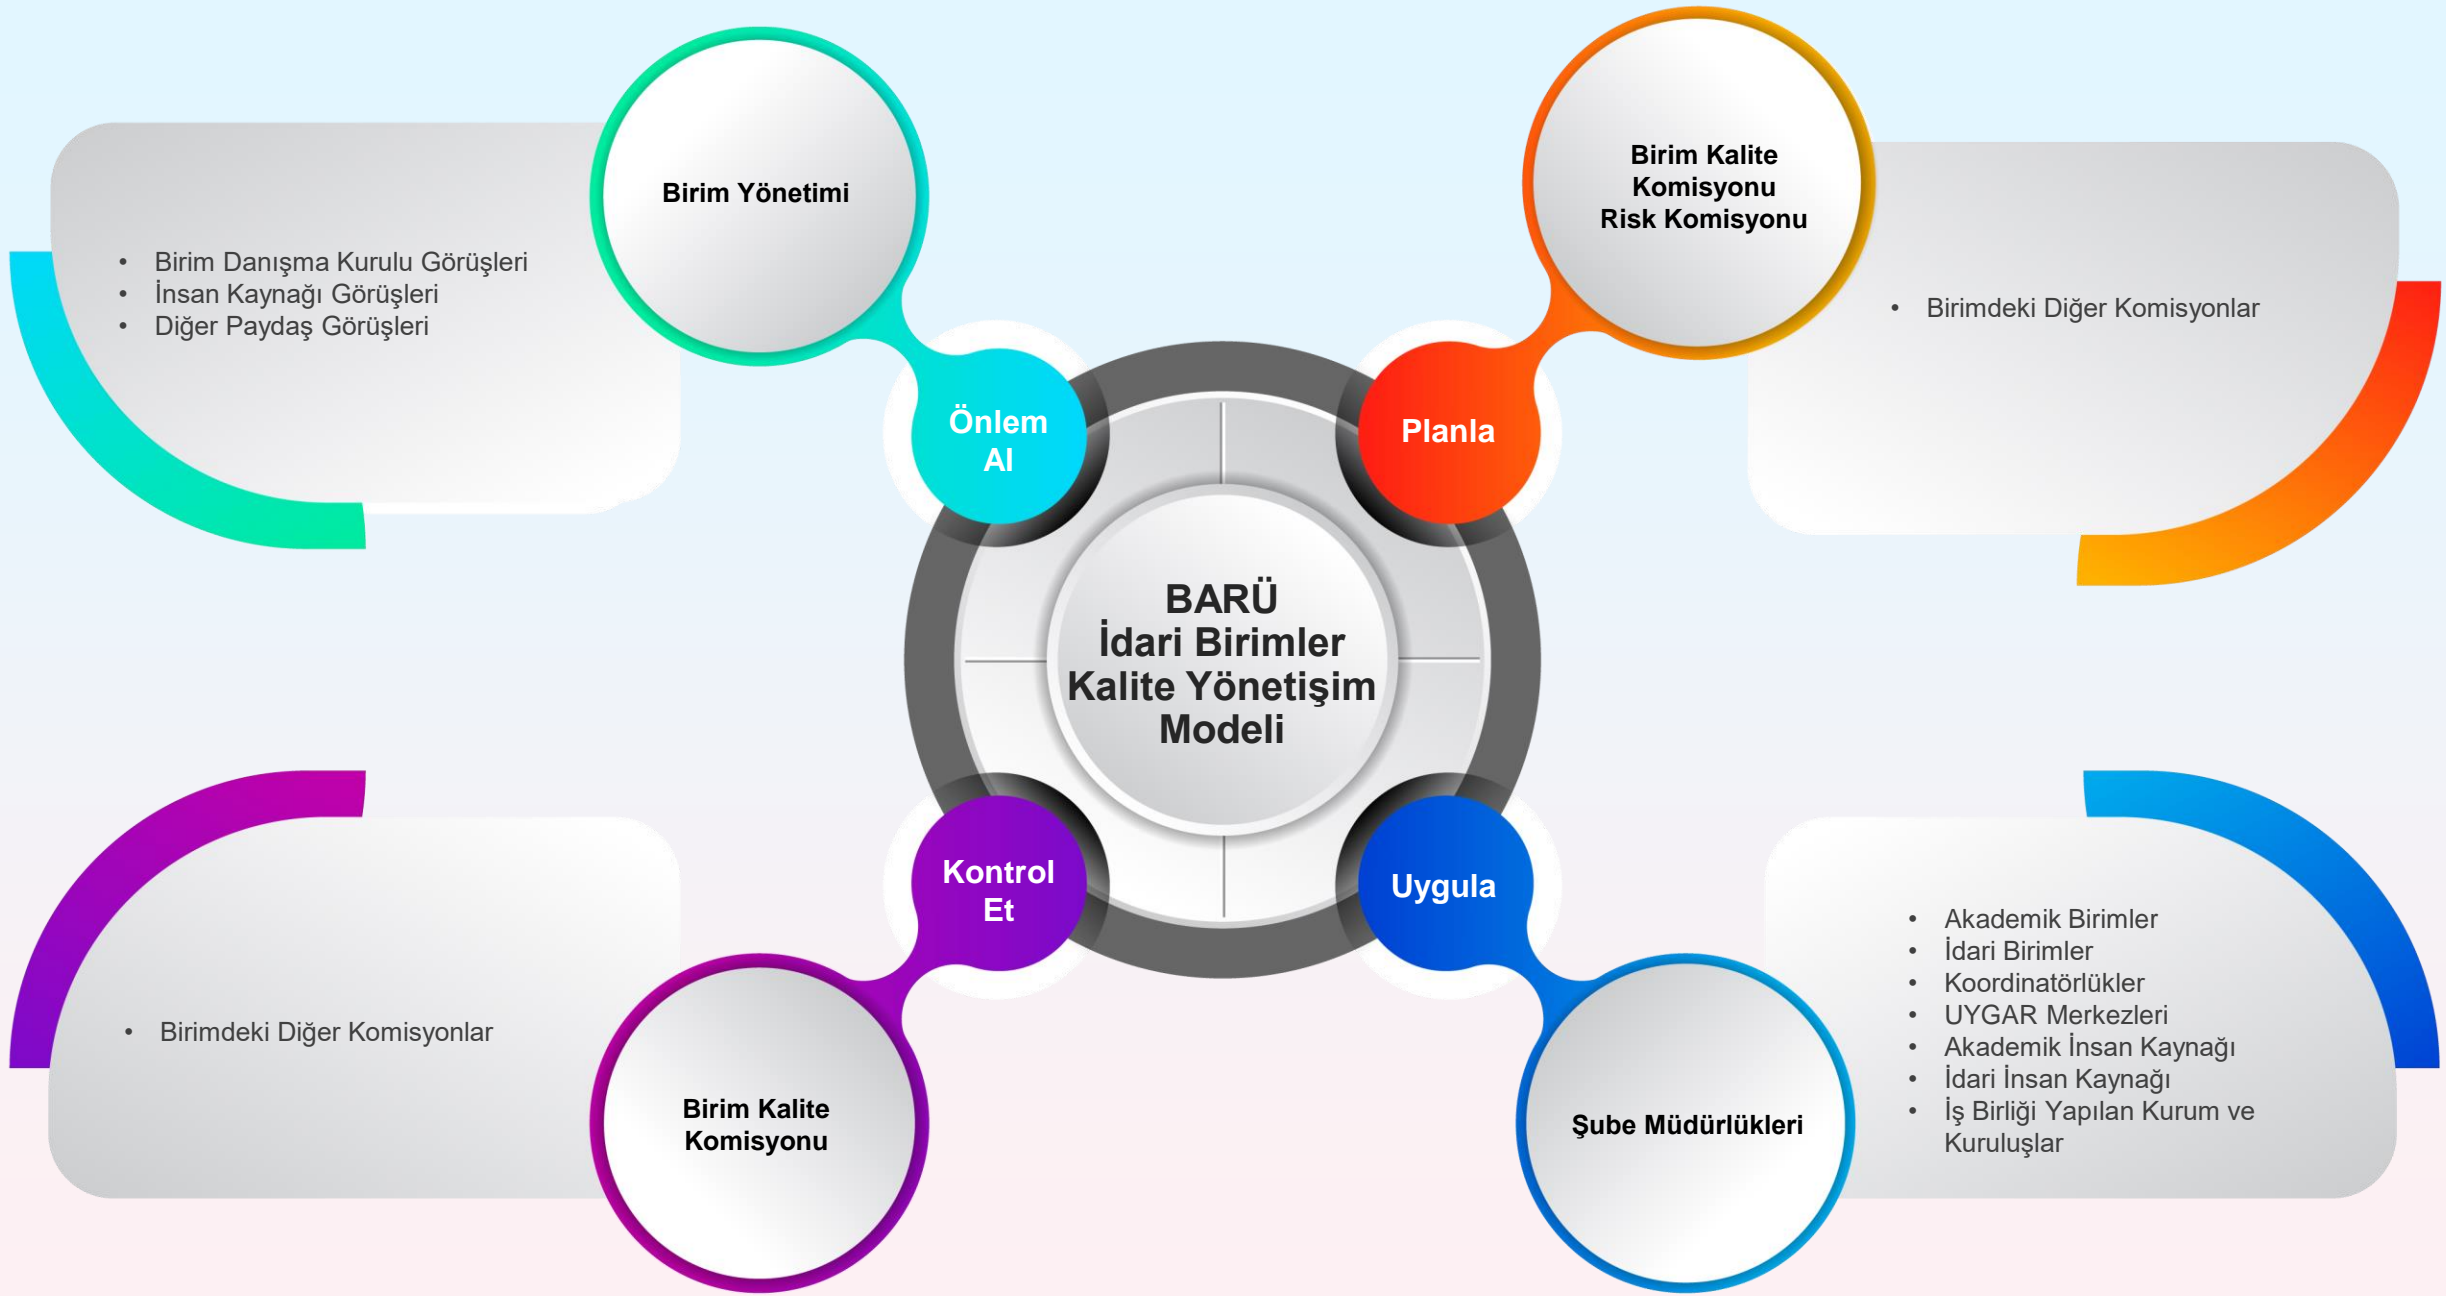 Birim Yönetimi
• Birim Danışma Kurulu Görüşleri
• İnsan Kaynağı Görüşleri
• Diğer Paydaş Görüşleri
Önlem
Al
Birim Kalite
Komisyonu
Risk Komisyonu
• Birimdeki Diğer Komisyonlar
Planla
BARÜ
İdari Birimler
Kalite Yönetişim
Modeli
Kontrol
Et
• Birimdeki Diğer Komisyonlar
Birim Kalite
Komisyonu
Uygula
Şube Müdürlükleri
• Akademik Birimler
• İdari Birimler
• Koordinatörlükler
• UYGAR Merkezleri
• Akademik İnsan Kaynağı
• İdari İnsan Kaynağı
• İş Birliği Yapılan Kurum ve
Kuruluşlar